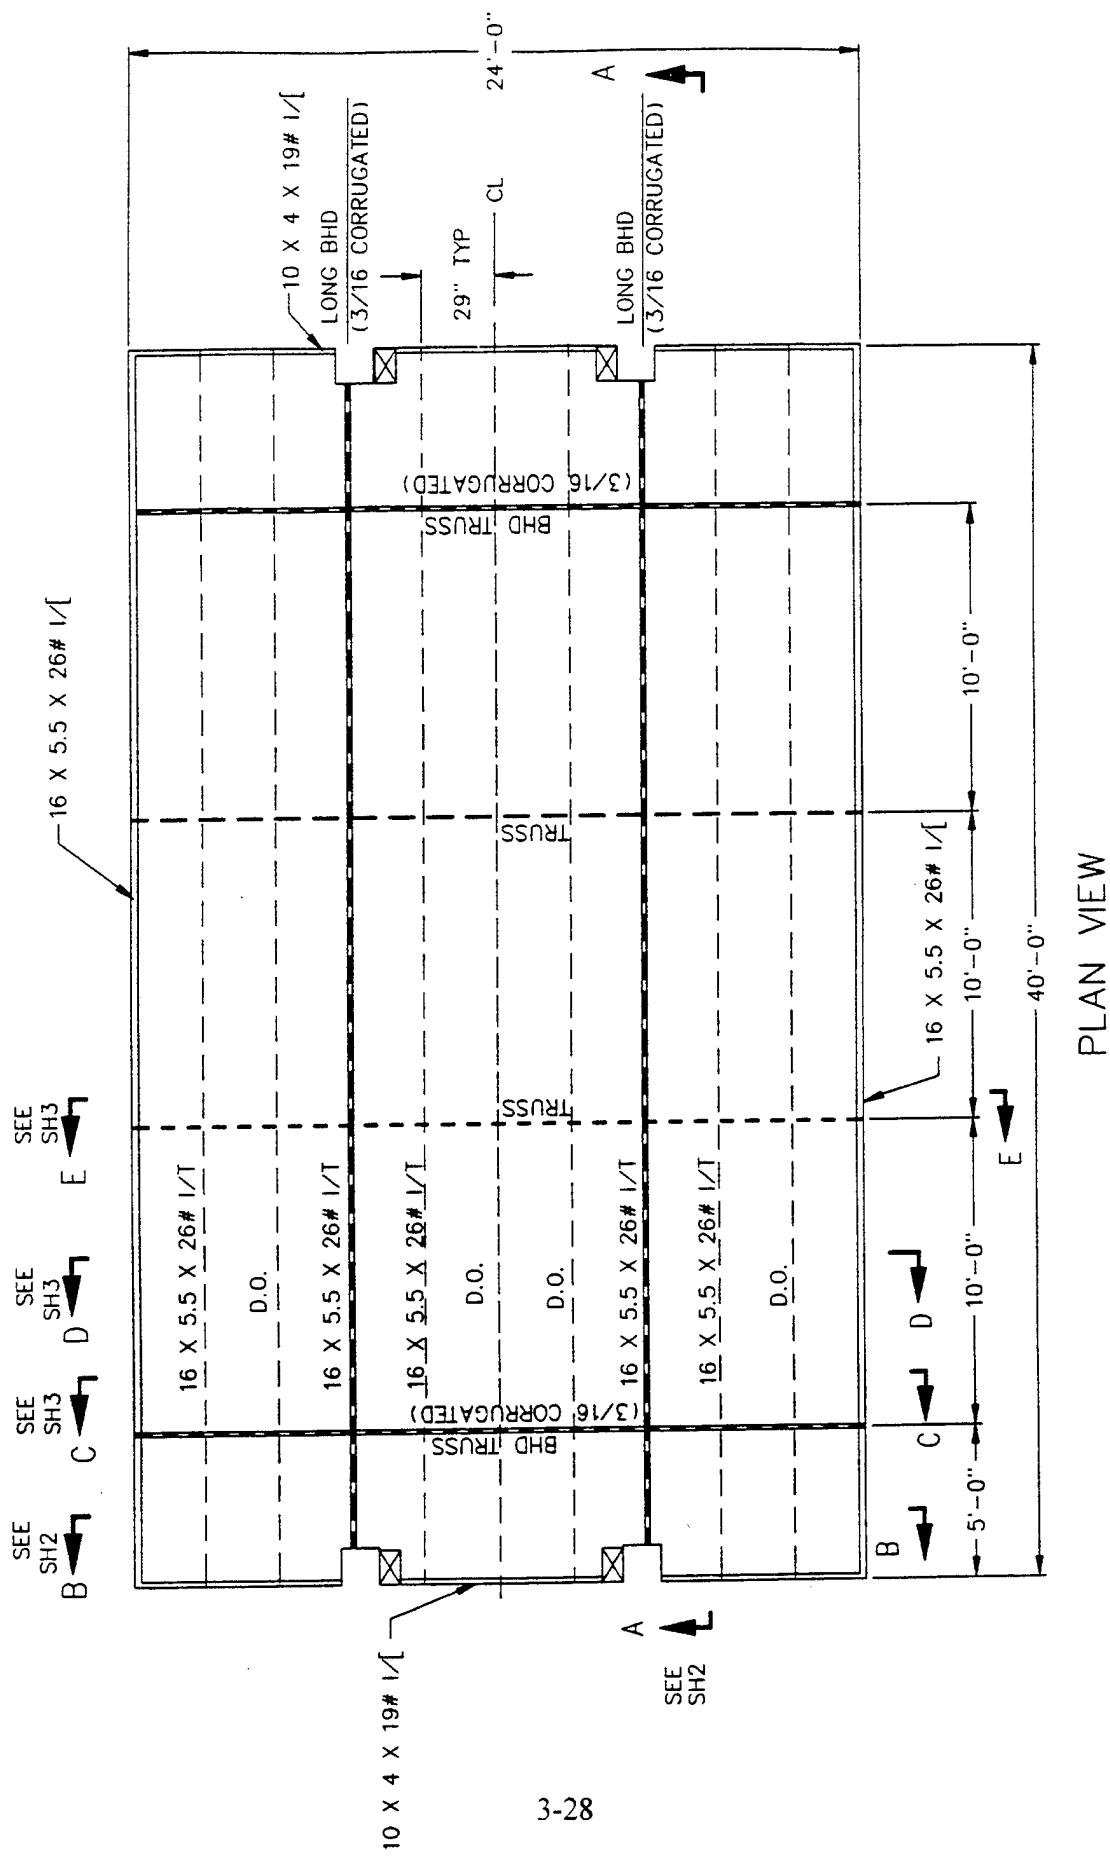 24'-0"
A
10 X 4 X 19# I/[
LONG BHD
(3/16 CORRUGATED)
CL
29" TYP
LONG BHD
(3/16 CORRUGATED)
16 X 5.5 X 26# I/[
(3/16 CORRUGATED)
BHD TRUSS
10'-0"
TRUSS
16 X 5.5 X 26# I/[
10'-0"
40'-0"
PLAN VIEW
SEE
SH3
E
TRUSS
E
16 X 5.5 X 26# I/T
D.O.
16 X 5.5 X 26# I/T
16 X 5.5 X 26# I/T
D.O.
D.O.
16 X 5.5 X 26# I/T
16 X 5.5 X 26# I/T
D.O.
10'-0"
SEE
SH3
D
D
SEE
SH3
C
(3/16 CORRUGATED)
BHD TRUSS
C
SEE
SH2
B
B
5'-0"
A
SEE
SH2
10 X 4 X 19# I/[
3-28